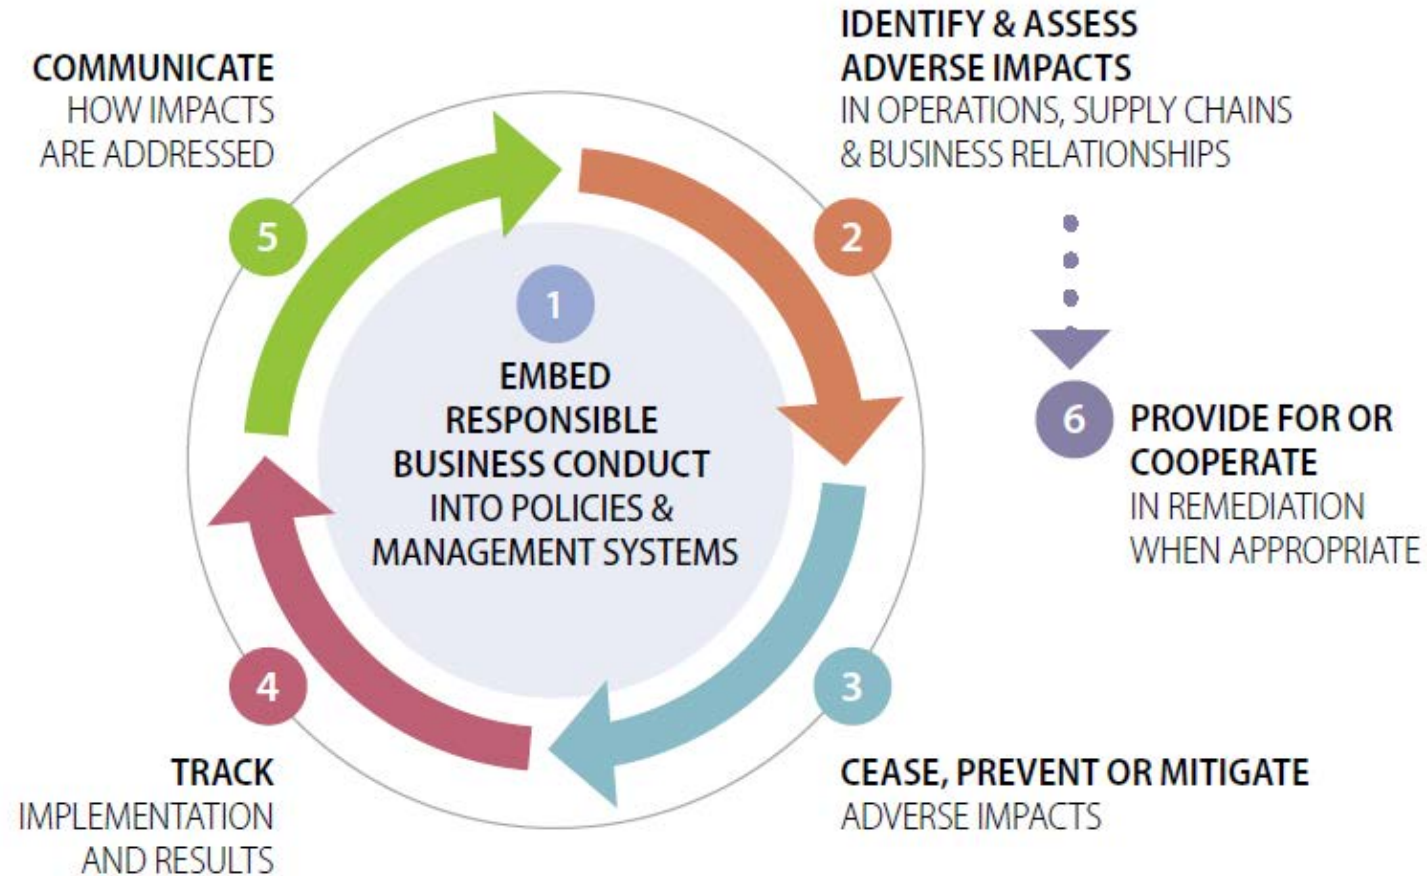 COMMUNICATE
HOW IMPACTS
ARE ADDRESSED
5
IDENTIFY & ASSESS
ADVERSE IMPACTS
IN OPERATIONS, SUPPLY CHAINS
& BUSINESS RELATIONSHIPS
2
1
EMBED
RESPONSIBLE
BUSINESS CONDUCT
INTO POLICIES &
MANAGEMENT SYSTEMS
6
PROVIDE FOR OR
COOPERATE
IN REMEDIATION
WHEN APPROPRIATE
4
TRACK
IMPLEMENTATION
AND RESULTS
3
CEASE, PREVENT OR MITIGATE
ADVERSE IMPACTS